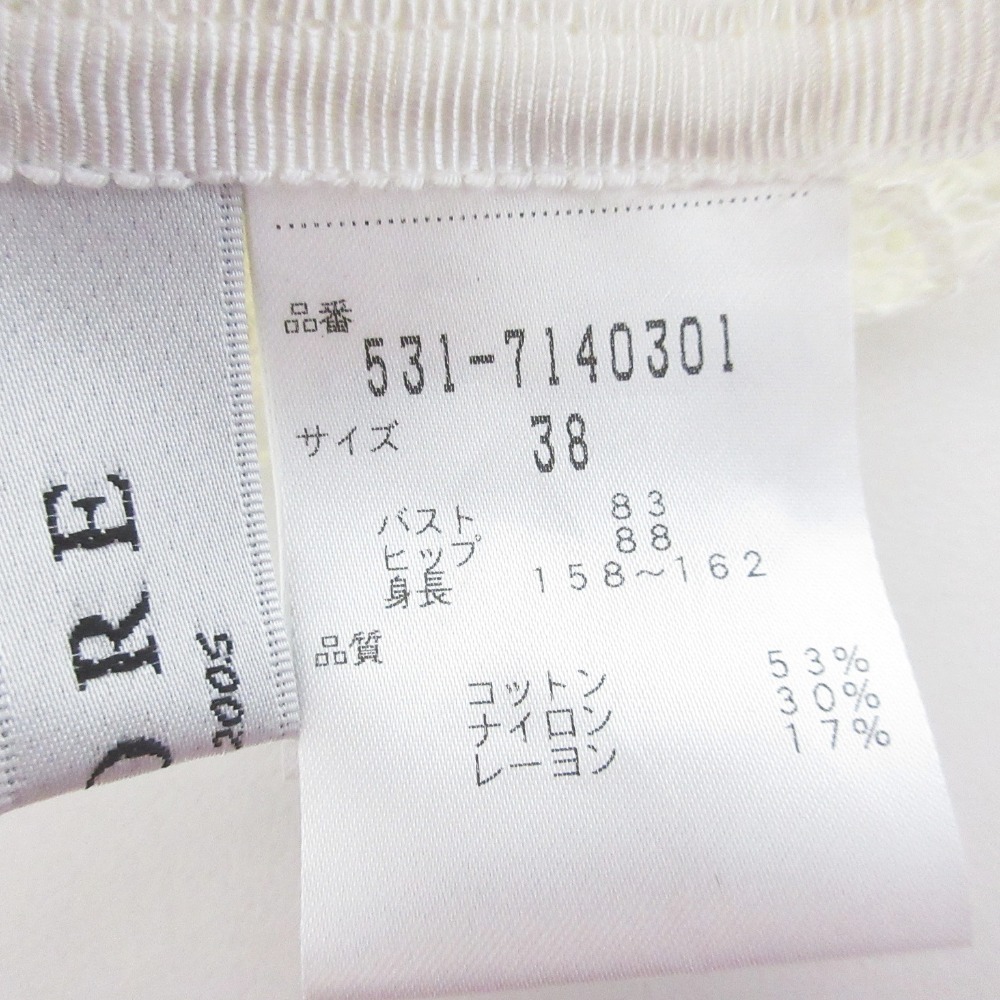 品番
531-7140301
サイズ 38
バスト 83
ヒップ 88
身長 158～162
品質
コットン 53%
ナイロン 30%
レーヨン 17%
RE
2005